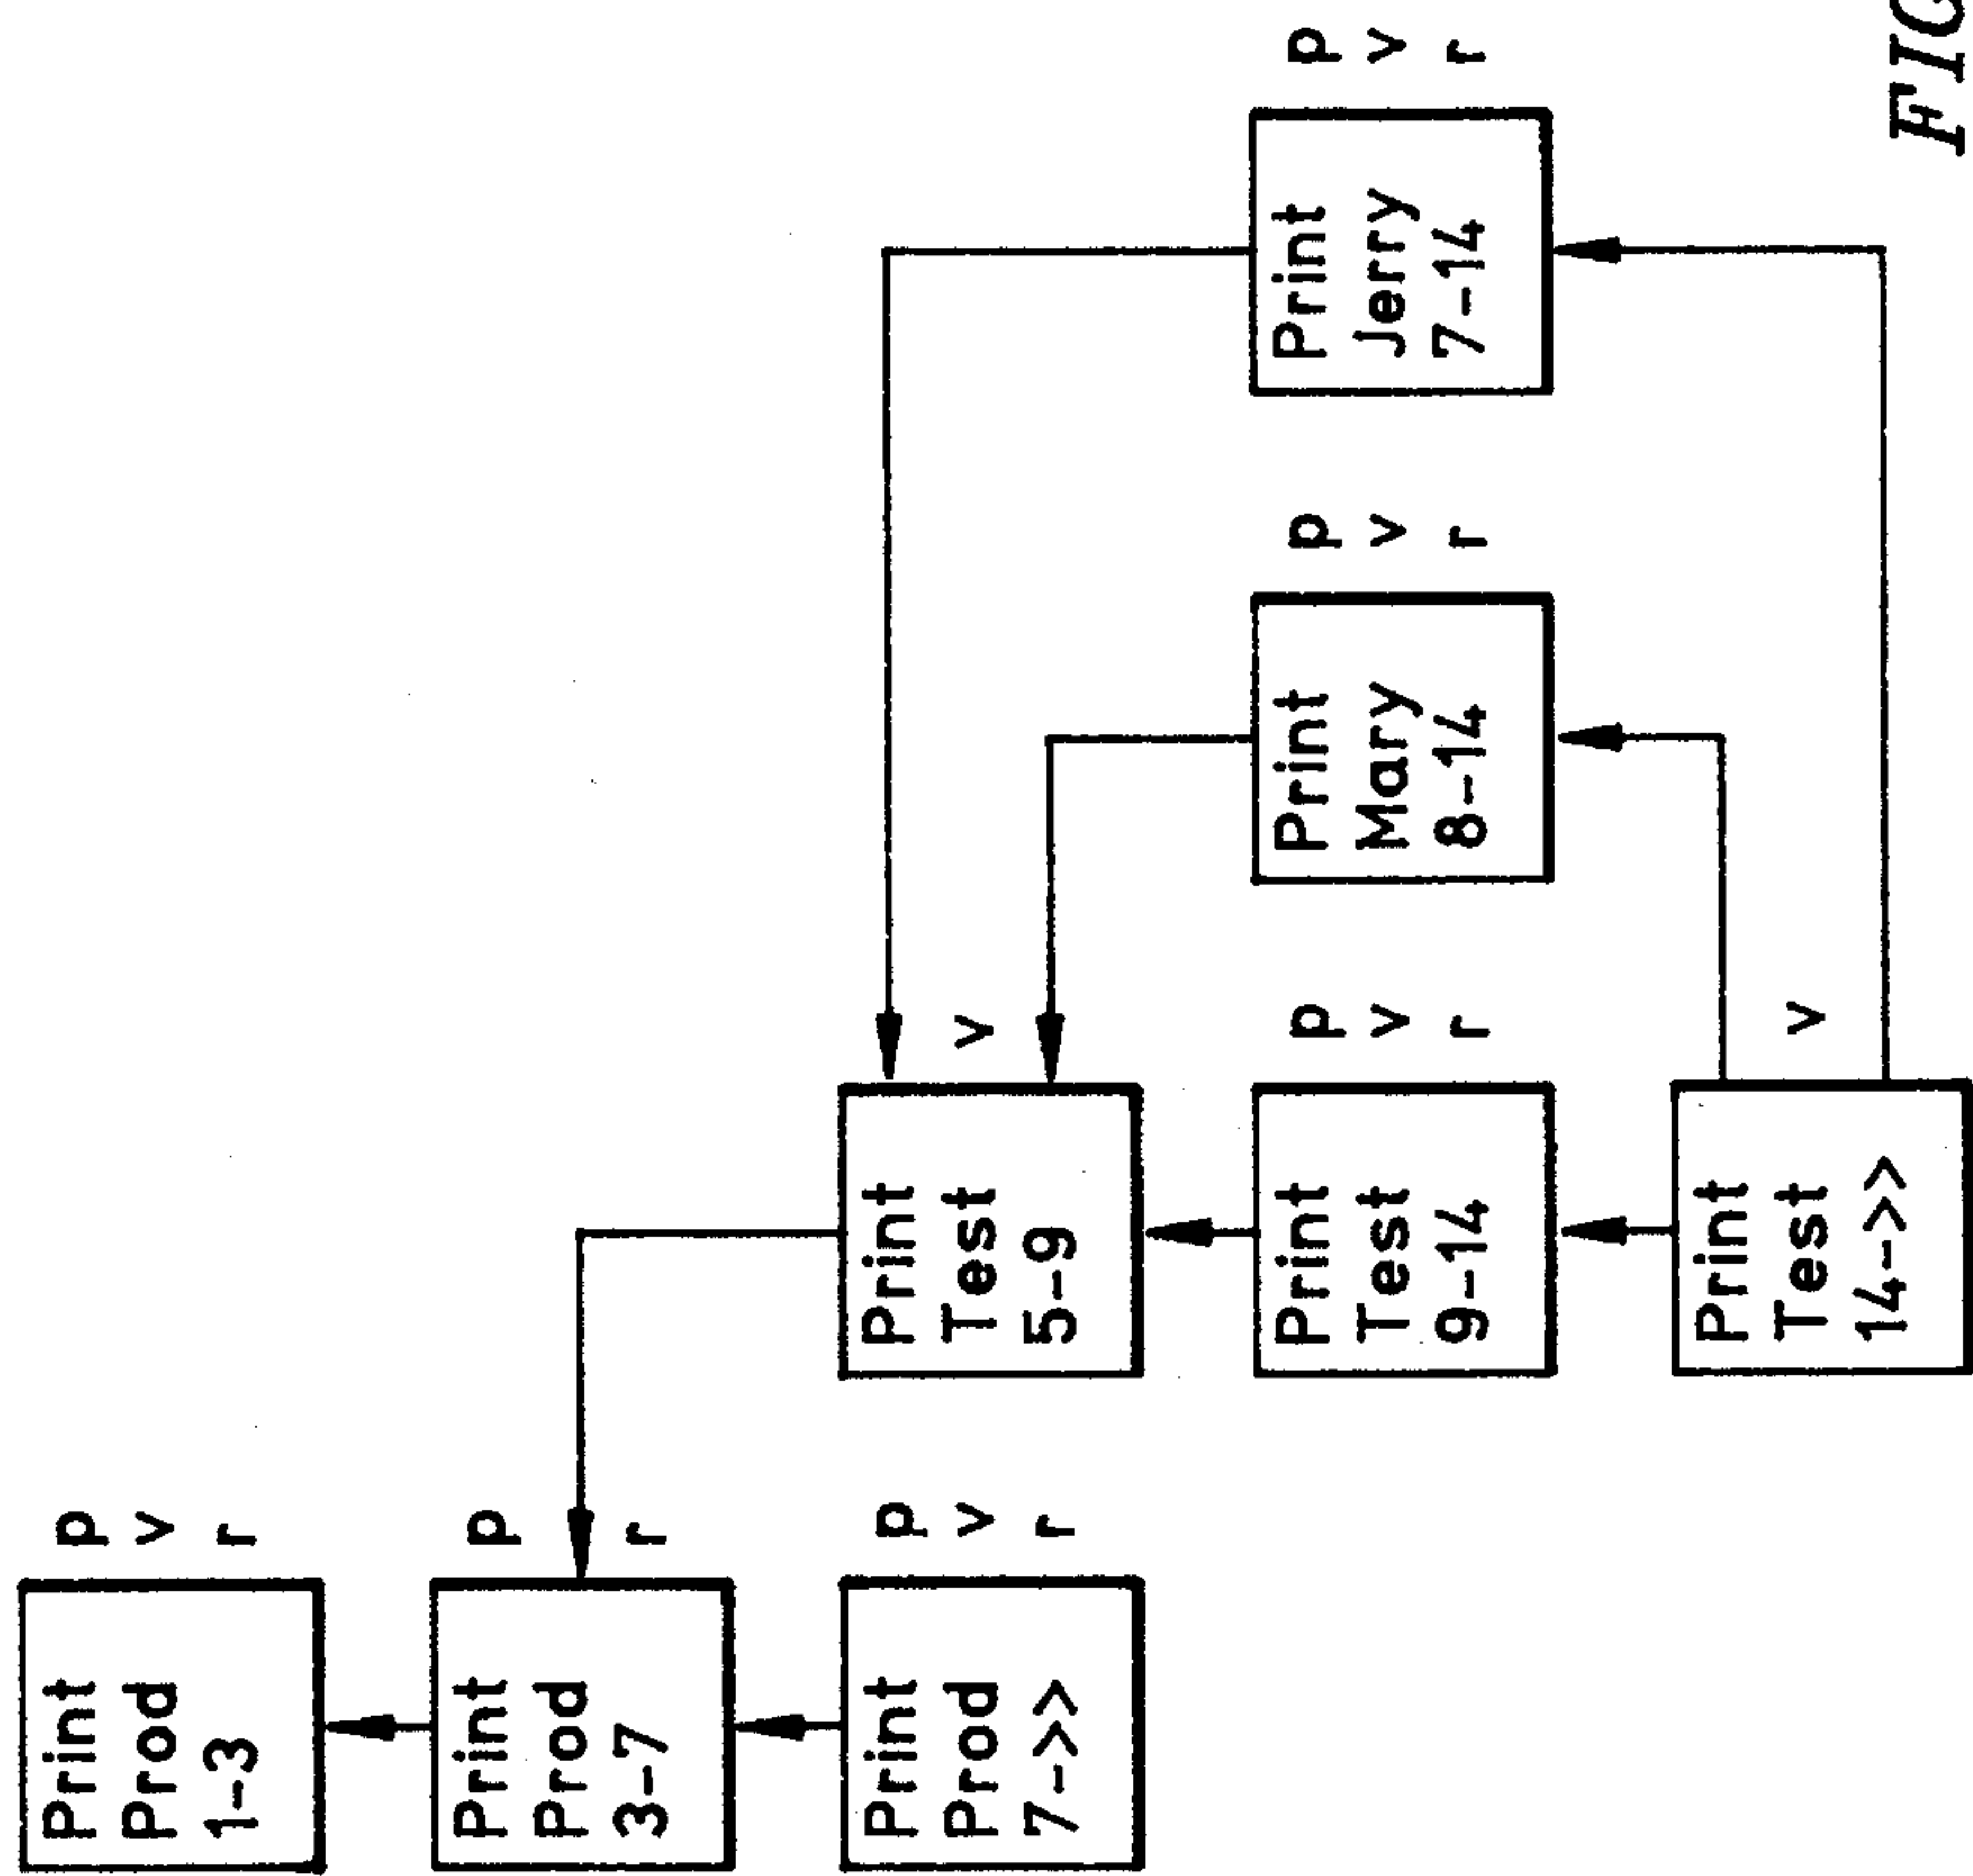 Print
Prod
1-3
p
v
r
Print
Prod
3-7
p
r
Print
Prod
7->>
p
v
r
Print
Test
5-9
v
Print
Test
9-14
p
v
r
Print
Mary
8-14
p
v
r
Print
Jerry
7-14
p
v
r
Print
Test
14->>
v
FIG